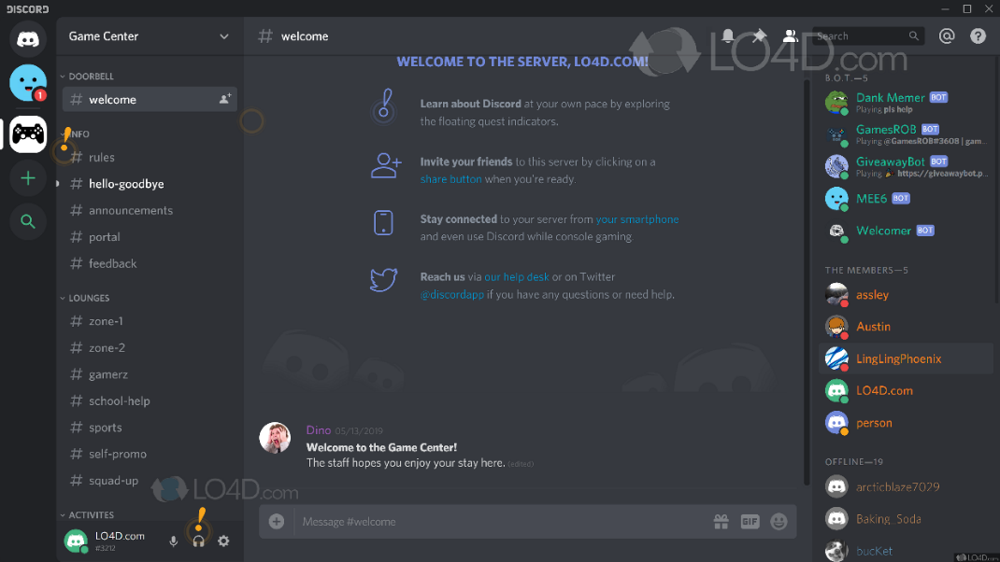 DISCORD
Game Center
DOORBELL
# welcome
INFO
# rules
# hello-goodbye
# announcements
# portal
# feedback
LOUNGES
# zone-1
# zone-2
# gamerz
# school-help
# sports
# self-promo
# squad-up
ACTIVITES
LO4D.com
#3212
# welcome
Search
LO4D.com
WELCOME TO THE SERVER, LO4D.COM!
Learn about Discord at your own pace by exploring
the floating quest indicators.
Invite your friends to this server by clicking on a
share button when you're ready.
Stay connected to your server from your smartphone
and even use Discord while console gaming.
Reach us via our help desk or on Twitter
@discordapp if you have any questions or need help.
Dino 05/13/2019
Welcome to the Game Center!
The staff hopes you enjoy your stay here. (edited)
LO4D.com
Message #welcome
GIF
B.O.T.—5
Dank Memer BOT
Playing pls help
GamesROB BOT
Playing @GamesROB#3608 | gam...
GiveawayBot BOT
Playing 🎉 https://giveawaybot.p...
MEE6 BOT
Welcomer BOT
THE MEMBERS—5
assley
Austin
LingLingPhoenix
LO4D.com
person
OFFLINE—19
arcticblaze7029
Baking_Soda
bucKet
LO4D.com
1